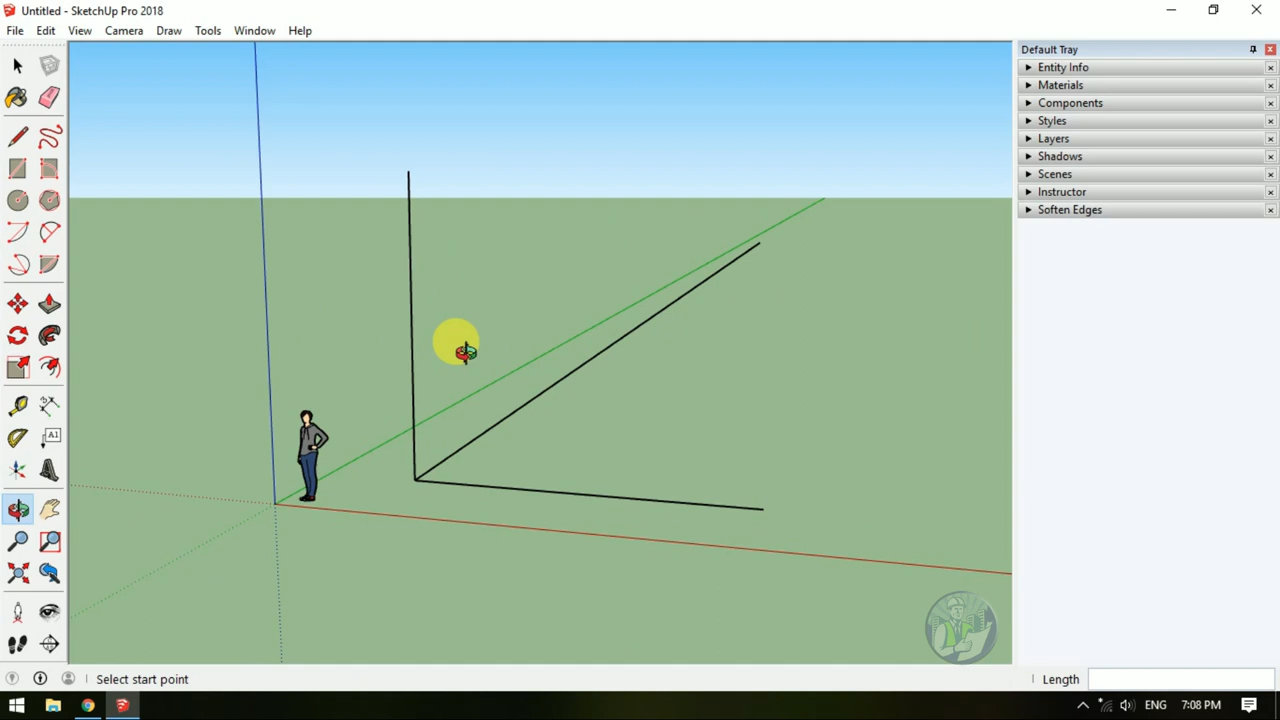 Untitled - SketchUp Pro 2018
File Edit View Camera Draw Tools Window Help
Default Tray
Entity Info
Materials
Components
Styles
Layers
Shadows
Scenes
Instructor
Soften Edges
A1
Select start point
Length
ENG 7:08 PM